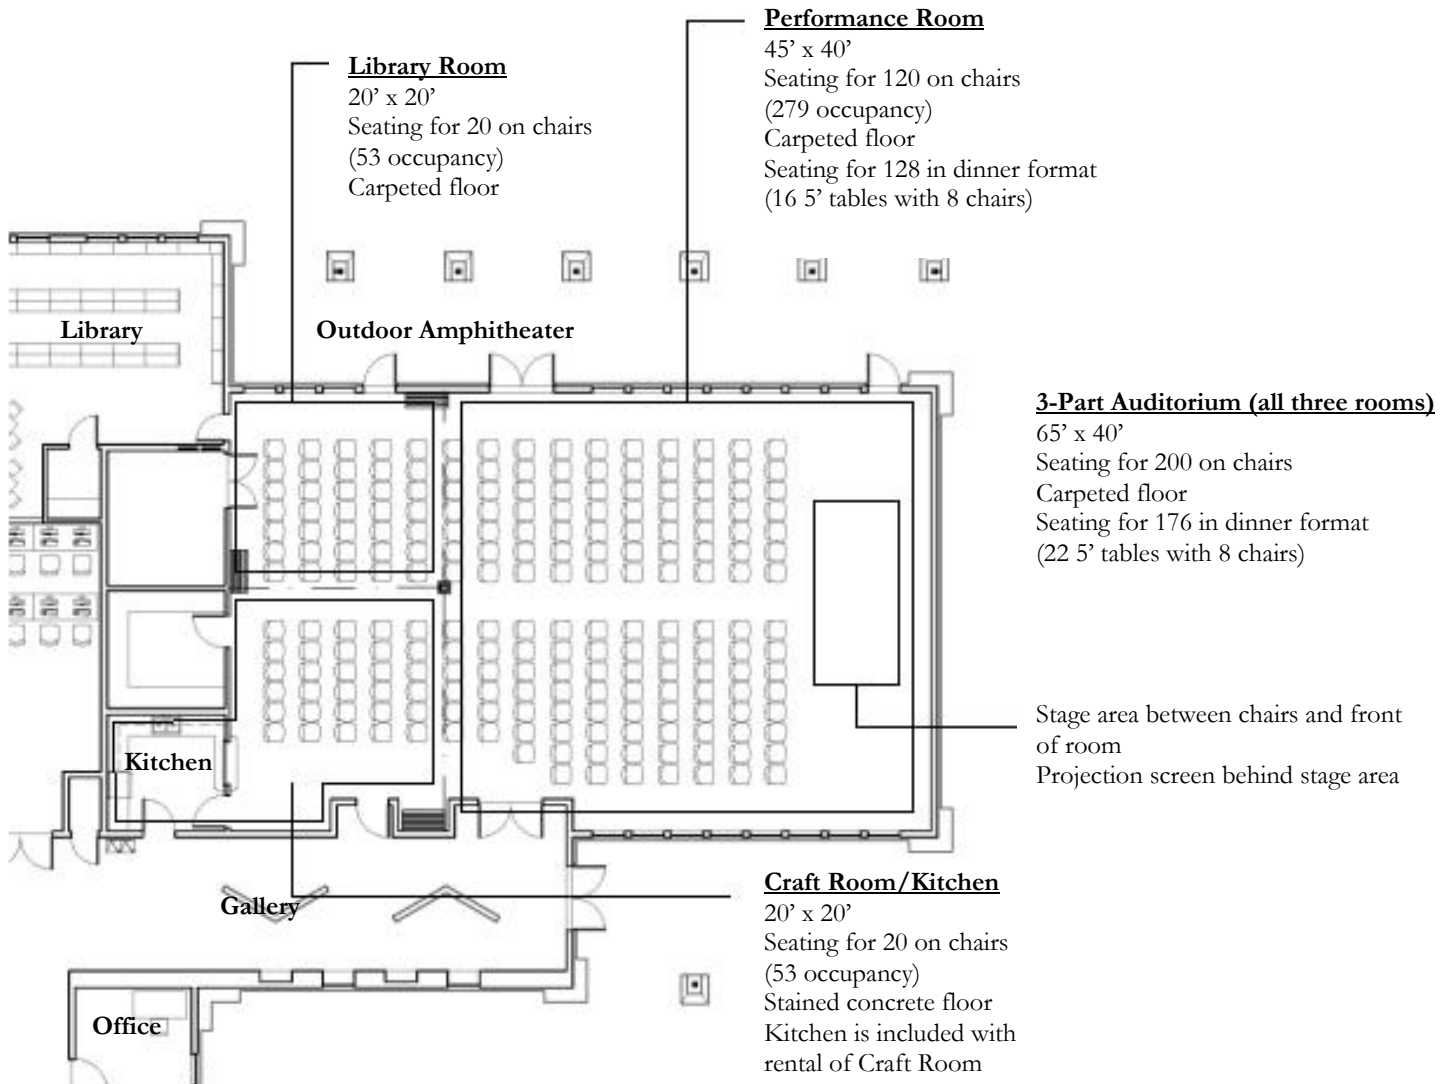 Performance Room
45’ x 40’
Seating for 120 on chairs
(279 occupancy)
Carpeted floor
Seating for 128 in dinner format
(16 5’ tables with 8 chairs)
Library Room
20’ x 20’
Seating for 20 on chairs
(53 occupancy)
Carpeted floor
Library
Outdoor Amphitheater
3-Part Auditorium (all three rooms)
65’ x 40’
Seating for 200 on chairs
Carpeted floor
Seating for 176 in dinner format
(22 5’ tables with 8 chairs)
Stage area between chairs and front
of room
Projection screen behind stage area
Kitchen
Gallery
Craft Room/Kitchen
20’ x 20’
Seating for 20 on chairs
(53 occupancy)
Stained concrete floor
Kitchen is included with
rental of Craft Room
Office